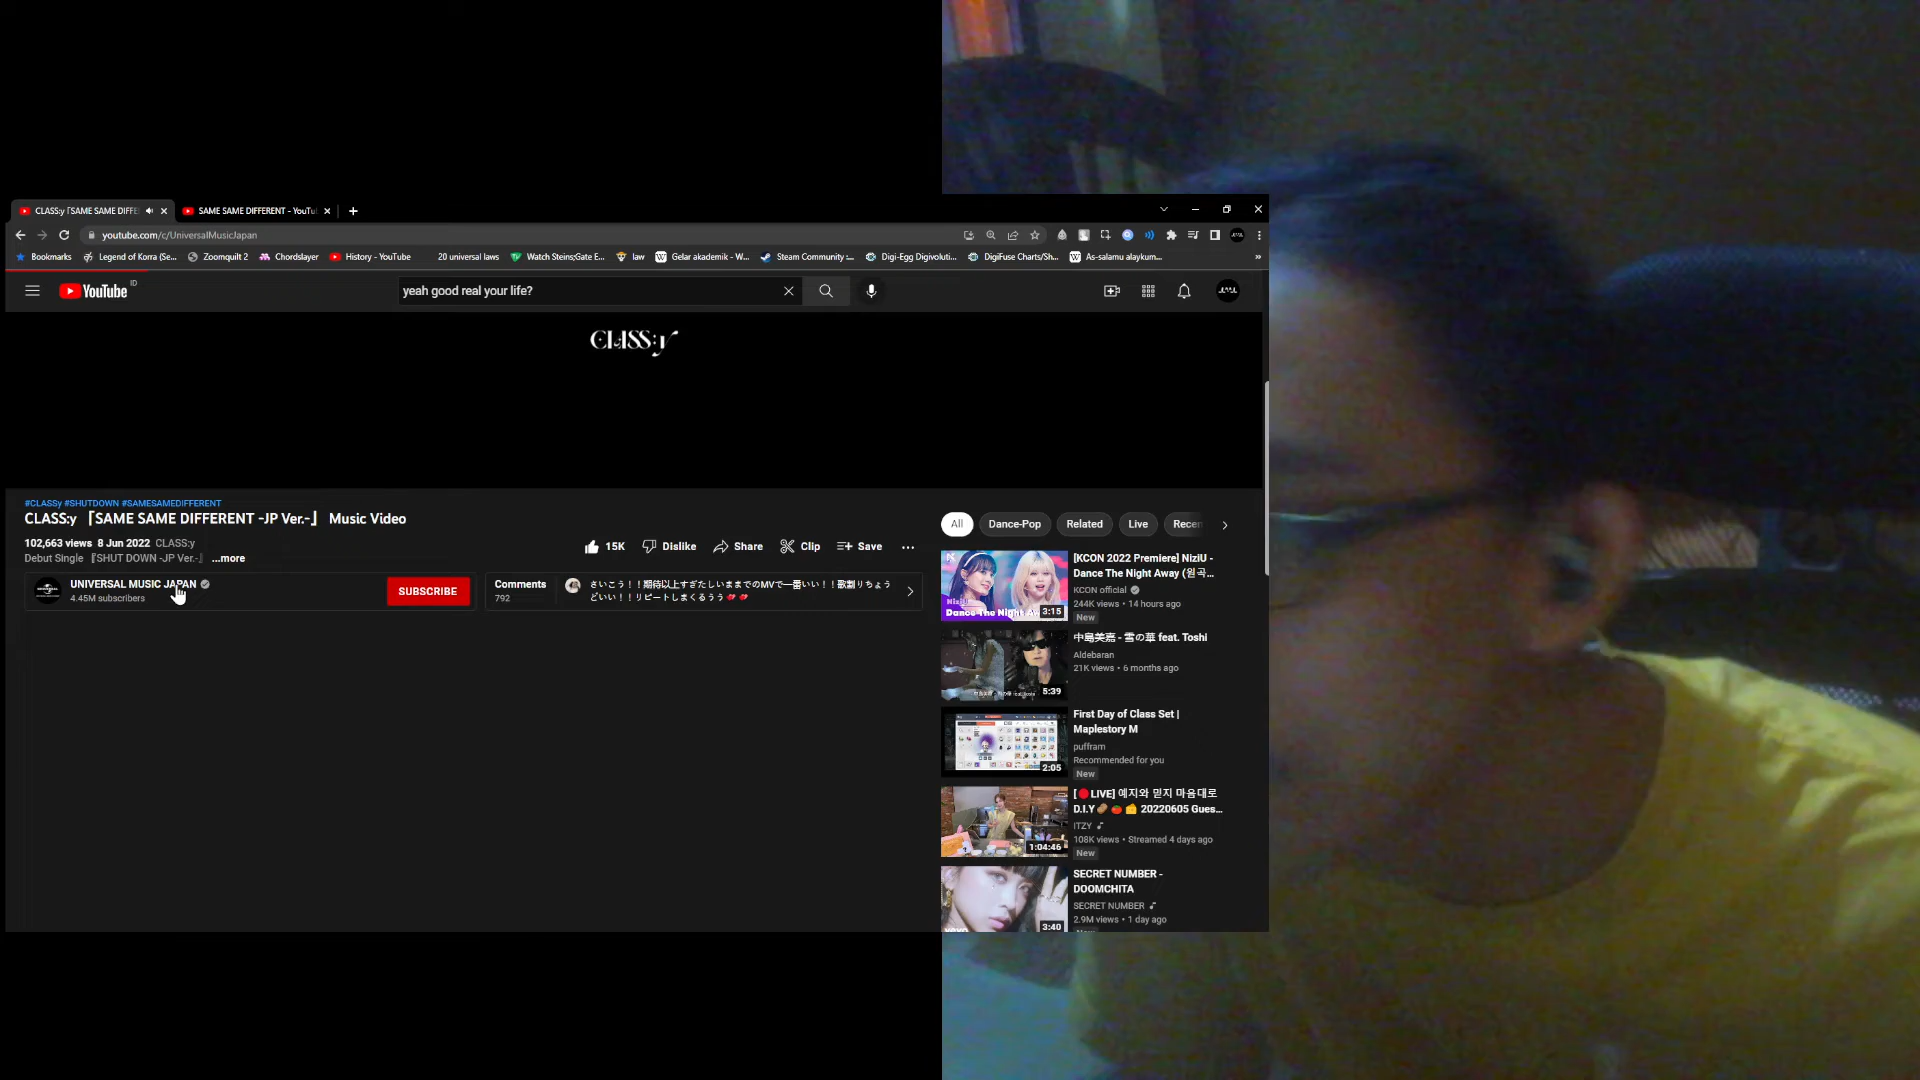 CLASS:y 「SAME SAME DIFFE
SAME SAME DIFFERENT - YouTu
youtube.com/c/UniversalMusicJapan
Bookmarks
Legend of Korra (Se...
Zoomquilt 2
Chordslayer
History - YouTube
20 universal laws
Watch Steins;Gate E...
law
Gelar akademik - W...
Steam Community :...
Digi-Egg Digivoluti...
DigiFuse Charts/Sh...
As-salamu alaykum...
»
YouTube ID
yeah good real your life?
CLASS:y
#CLASSy #SHUTDOWN #SAMESAMEDIFFERENT
CLASS:y 『SAME SAME DIFFERENT -JP Ver.-』 Music Video
102,663 views 8 Jun 2022 CLASS:y
Debut Single 『SHUT DOWN -JP Ver.-』 ...more
15K
Dislike
Share
Clip
Save
UNIVERSAL MUSIC JAPAN
4.45M subscribers
SUBSCRIBE
Comments
792
さいこう！！期待以上すぎたしいままでのMVで一番いい！！歌割りちょう
どいい！！リピートしまくるうう
All
Dance-Pop
Related
Live
Recen
[KCON 2022 Premiere] NiziU -
Dance The Night Away (원곡...
KCON official
244K views • 14 hours ago
New
NiziU
Dance The Night Aw
3:15
中島美嘉 - 雪の華 feat. Toshi
Aldebaran
21K views • 6 months ago
5:39
First Day of Class Set |
Maplestory M
puffram
Recommended for you
New
2:05
[🔴LIVE] 예지와 믿지 마음대로
D.I.Y🥪🍅🧀 20220605 Gues...
ITZY
108K views • Streamed 4 days ago
New
1:04:46
SECRET NUMBER -
DOOMCHITA
SECRET NUMBER
2.9M views • 1 day ago
vevo
3:40